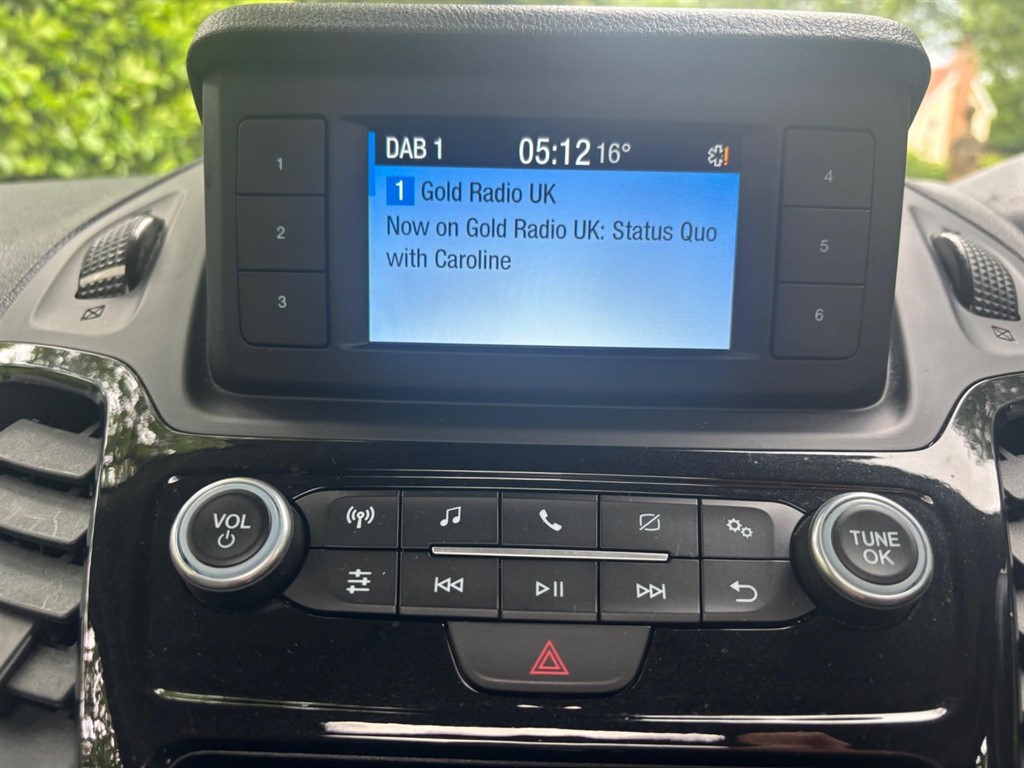 DAB 1 05:12 16°
1 Gold Radio UK
Now on Gold Radio UK: Status Quo
with Caroline
1
2
3
4
5
6
VOL
TUNE
OK